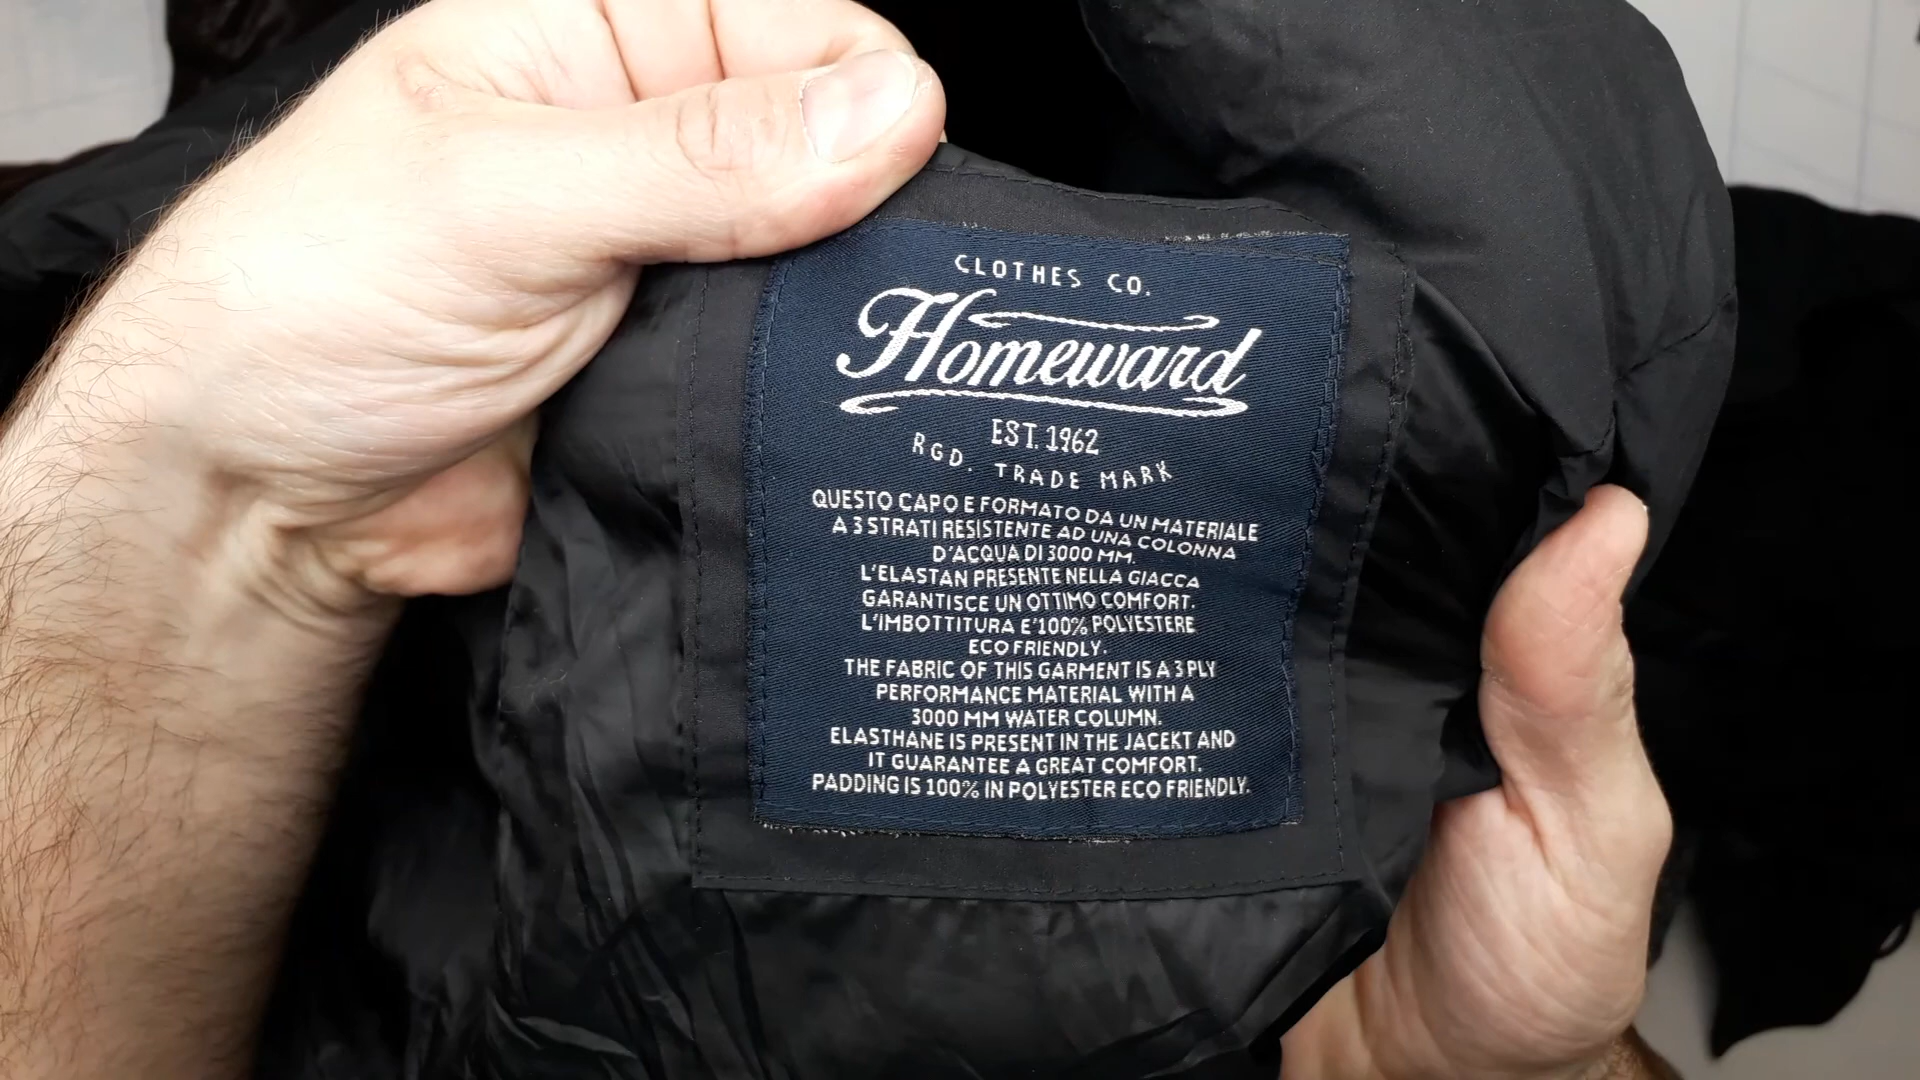 CLOTHES CO.
Homeward
EST. 1962
RGD. TRADE MARK
QUESTO CAPO E FORMATO DA UN MATERIALE
A 3 STRATI RESISTENTE AD UNA COLONNA
D'ACQUA DI 3000 MM.
L'ELASTAN PRESENTE NELLA GIACCA
GARANTISCE UN OTTIMO COMFORT.
L'IMBOTTITURA E'100% POLYESTERE
ECO FRIENDLY.
THE FABRIC OF THIS GARMENT IS A 3 PLY
PERFORMANCE MATERIAL WITH A
3000 MM WATER COLUMN.
ELASTHANE IS PRESENT IN THE JACEKT AND
IT GUARANTEE A GREAT COMFORT.
PADDING IS 100% IN POLYESTER ECO FRIENDLY.